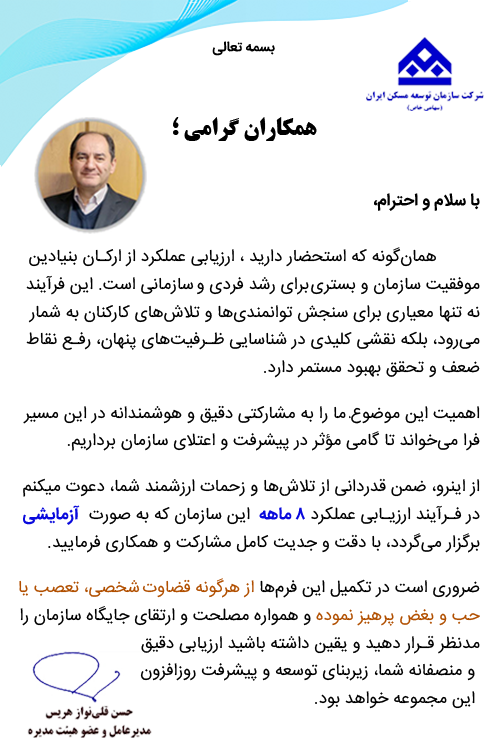 بسمه تعالی
شرکت سازمان توسعه مسکن ایران
(سهامی خاص)
همکاران گرامی ؛
با سلام و احترام،
همان‌گونه که استحضار دارید ، ارزیابی عملکرد از ارکـان بنیادین
موفقیت سازمان و بستری‌برای رشد فردی و سازمانی است. این فرآیند
نه تنها معیاری برای سنجش توانمندی‌ها و تلاش‌های کارکنان به شمار
می‌رود، بلکه نقشی کلیدی در شناسایی ظـرفیت‌های پنهان، رفـع نقاط
ضعف و تحقق بهبود مستمر دارد.
اهمیت این موضوع.ما را به مشارکتی دقیق و هوشمندانه در این مسیر
فرا می‌خواند تا گامی مؤثر در پیشرفت و اعتلای سازمان برداریم.
از اینرو، ضمن قدردانی از تلاش‌ها و زحمات ارزشمند شما، دعوت میکنم
در فـرآیند ارزیـابی عملکرد ۸ ماهه این سازمان که به صورت آزمایشی
برگزار می‌گردد، با دقت و جدیت کامل مشارکت و همکاری فرمایید.
ضروری است در تکمیل این فرم‌ها از هرگونه قضاوت شخصی، تعصب یا
حب و بغض پرهیز نموده و همواره مصلحت و ارتقای جایگاه سازمان را
مدنظر قـرار دهید و یقین داشته باشید ارزیابی دقیق
و منصفانه شما، زیربنای توسعه و پیشرفت روزافزون
این مجموعه خواهد بود.
حسن قلی‌نواز هریس
مدیرعامل و عضو هیئت مدیره